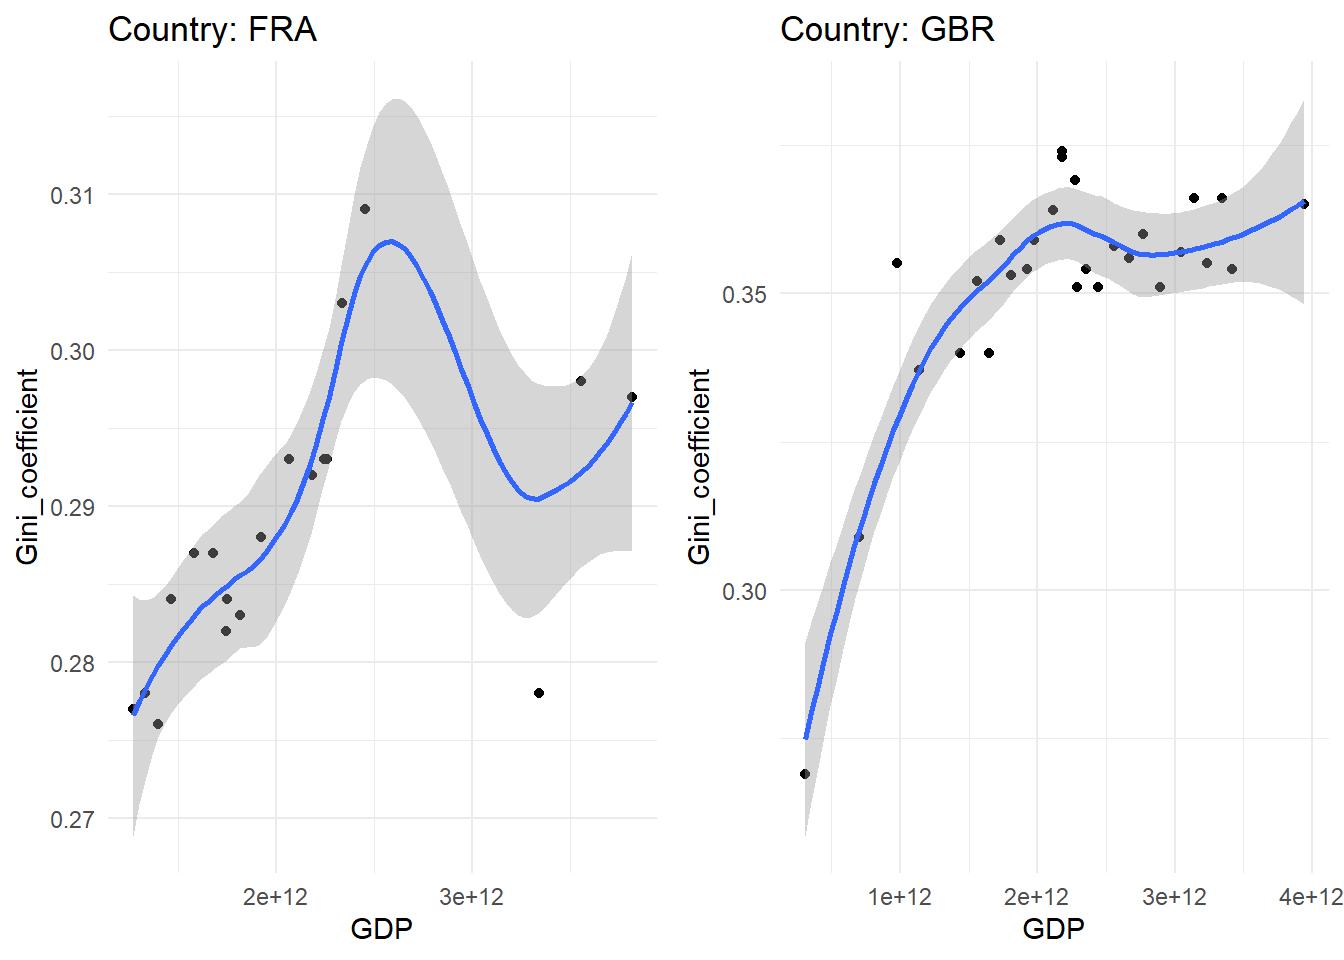 Country: FRA
Gini_coefficient
0.31
0.30
0.29
0.28
0.27
2e+12
3e+12
GDP
Country: GBR
Gini_coefficient
0.35
0.30
1e+12
2e+12
3e+12
4e+12
GDP